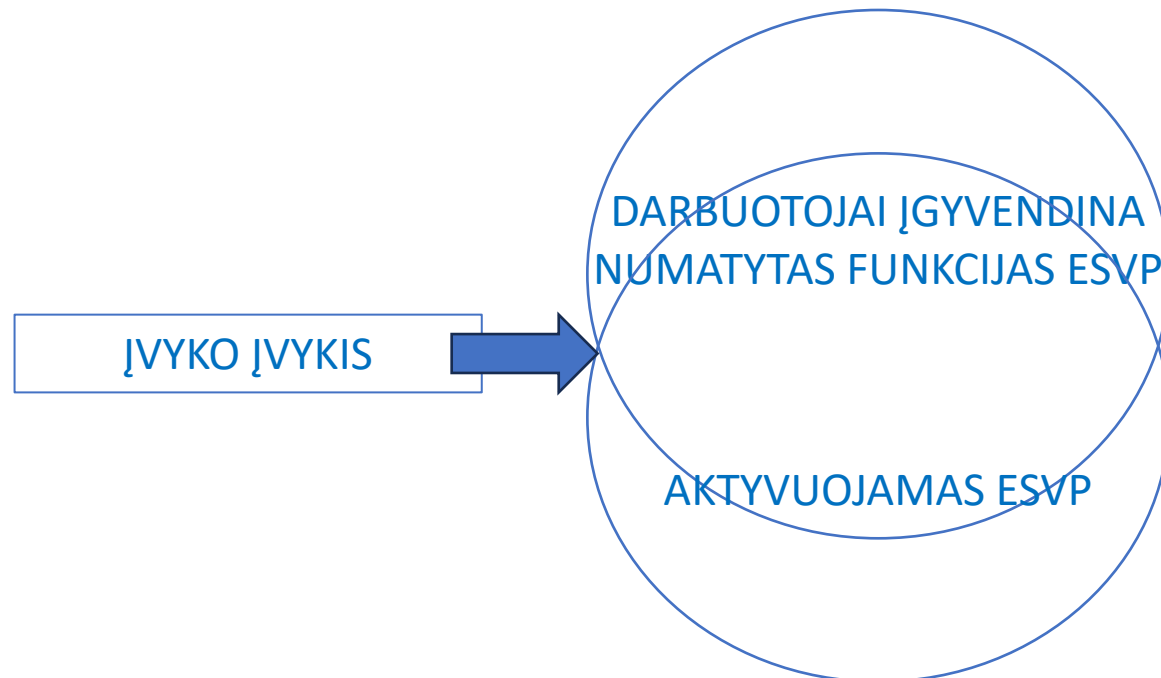 DARBUOTOJAI ĮGYVENDINA
NUMATYTAS FUNKCIJAS ESVP
ĮVYKO ĮVYKIS
AKTYVUOJAMAS ESVP